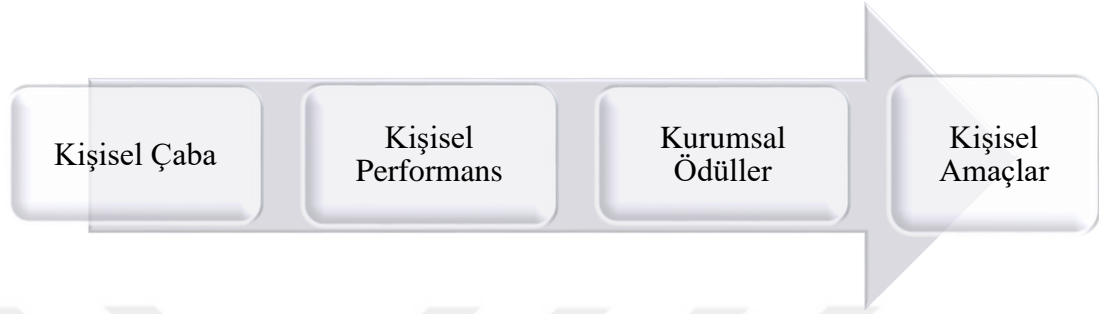 Kişisel Çaba
Kişisel
Performans
Kurumsal
Ödüller
Kişisel
Amaçlar